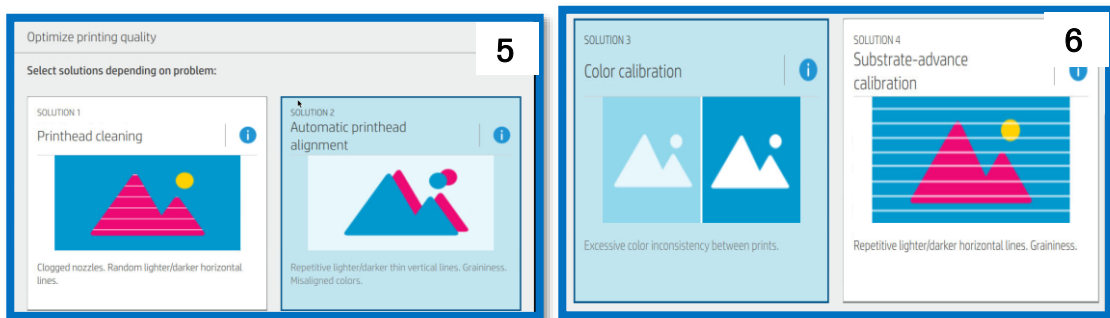 Optimize printing quality
5
Select solutions depending on problem:
SOLUTION 1
Printhead cleaning
i
Clogged nozzles. Random lighter/darker horizontal
lines.
SOLUTION 2
Automatic printhead
alignment
i
Repetitive lighter/darker thin vertical lines. Graininess.
Misaligned colors.
SOLUTION 3
Color calibration
i
Excessive color inconsistency between prints.
6
SOLUTION 4
Substrate-advance
calibration
i
Repetitive lighter/darker horizontal lines. Graininess.